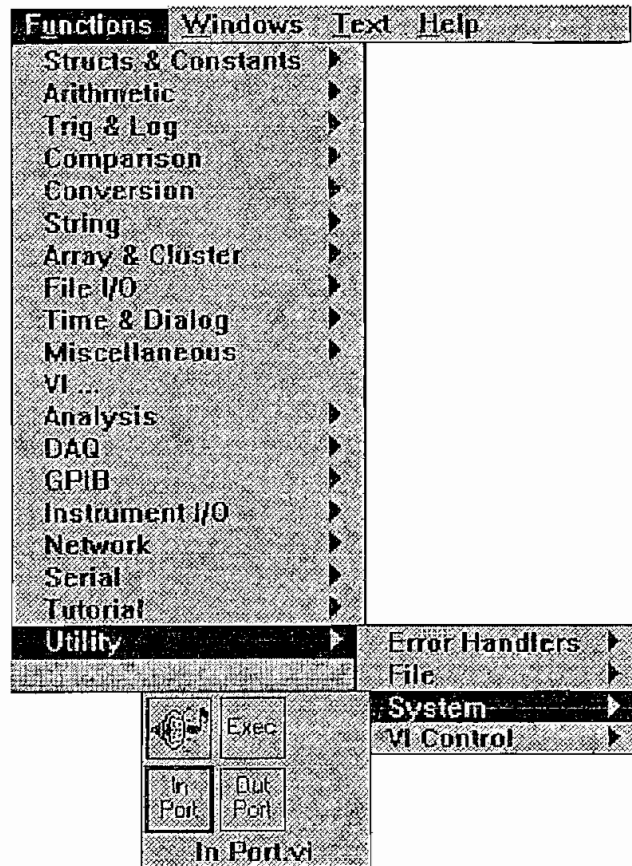 Functions Windows Text Help
Structs & Constants
Arithmetic
Trig & Log
Comparison
Conversion
String
Array & Cluster
File I/O
Time & Dialog
Miscellaneous
VI ...
Analysis
DAQ
GPIB
Instrument I/O
Network
Serial
Tutorial
Utility
Error Handlers
File
System
VI Control
Exec
In
Port
Out
Port
In Port.vi